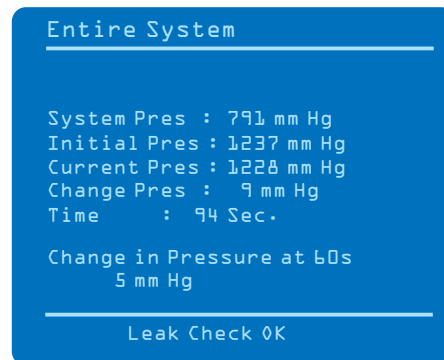 Entire System
System Pres : 791 mm Hg
Initial Pres : 1237 mm Hg
Current Pres : 1228 mm Hg
Change Pres : 9 mm Hg
Time : 94 Sec.
Change in Pressure at 60s
5 mm Hg
Leak Check OK